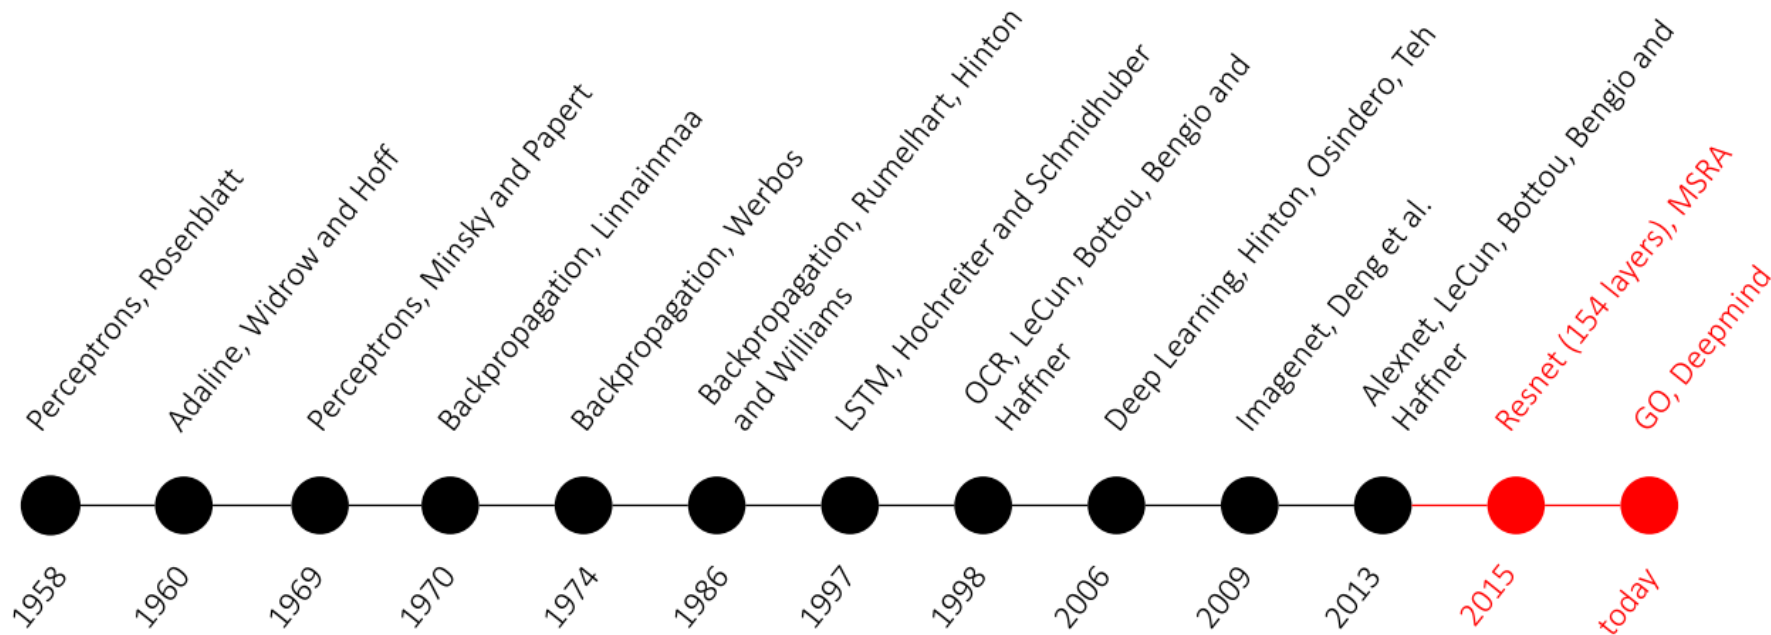 Perceptrons, Rosenblatt
Adaline, Widrow and Hoff
Perceptrons, Minsky and Papert
Backpropagation, Linnainmaa
Backpropagation, Werbos
Backpropagation, Rumelhart, Hinton
and Williams
LSTM, Hochreiter and Schmidhuber
OCR, LeCun, Bottou, Bengio and
Haffner
Deep Learning, Hinton, Osindero, Teh
Imagenet, Deng et al.
Alexnet, LeCun, Bottou, Bengio and
Haffner
Resnet (154 layers), MSRA
GO, Deepmind
1958
1960
1969
1970
1974
1986
1997
1998
2006
2009
2013
2015
today